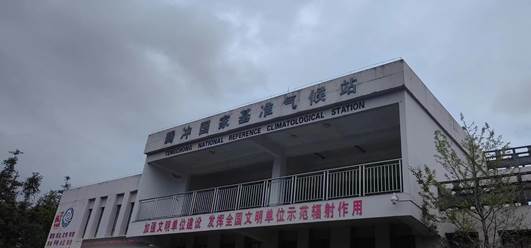 腾冲国家基准气候站
TENGCHONG NATIONAL REFERENCE CLIMATOLOGICAL STATION
加强文明单位建设 发挥全国文明单位示范辐射作用